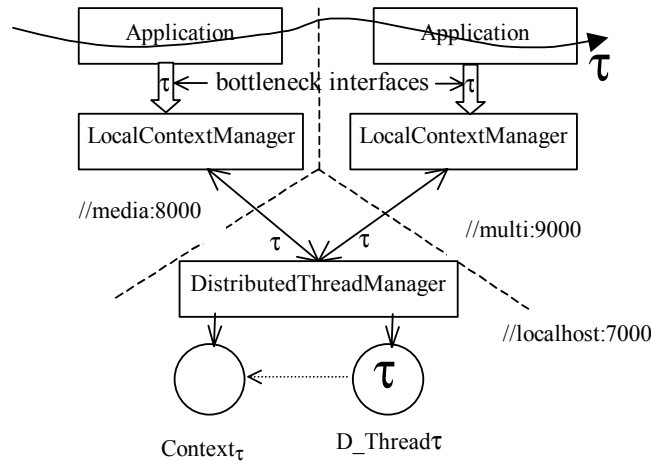 Application
Application
τ
τ
bottleneck interfaces
τ
LocalContextManager
LocalContextManager
//media:8000
//multi:9000
τ
τ
DistributedThreadManager
//localhost:7000
τ
Contextτ
D_Threadτ